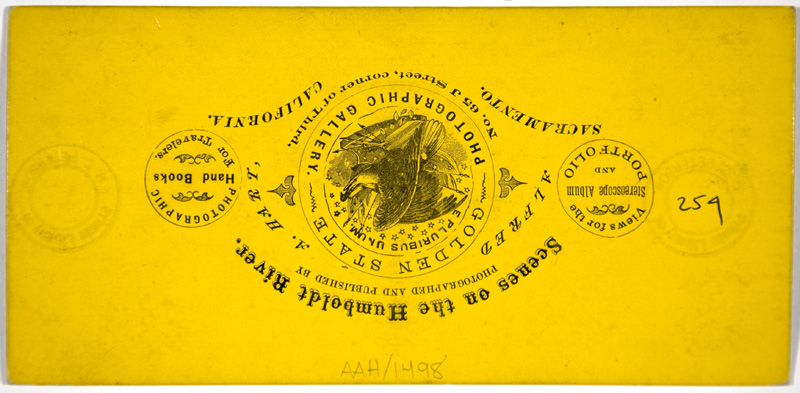 Scenes on the Humboldt River.
PHOTOGRAPHED AND PUBLISHED BY
ALFRED A. HART,
GOLDEN STATE
PHOTOGRAPHIC GALLERY.
E PLURIBUS UNUM
No. 65 J Street, corner of Third,
SACRAMENTO, CALIFORNIA.
Views for the
Stereoscope Album
AND
PORTFOLIO
PHOTOGRAPHIC
Hand Books
For Travelers.
259
AAH/1498